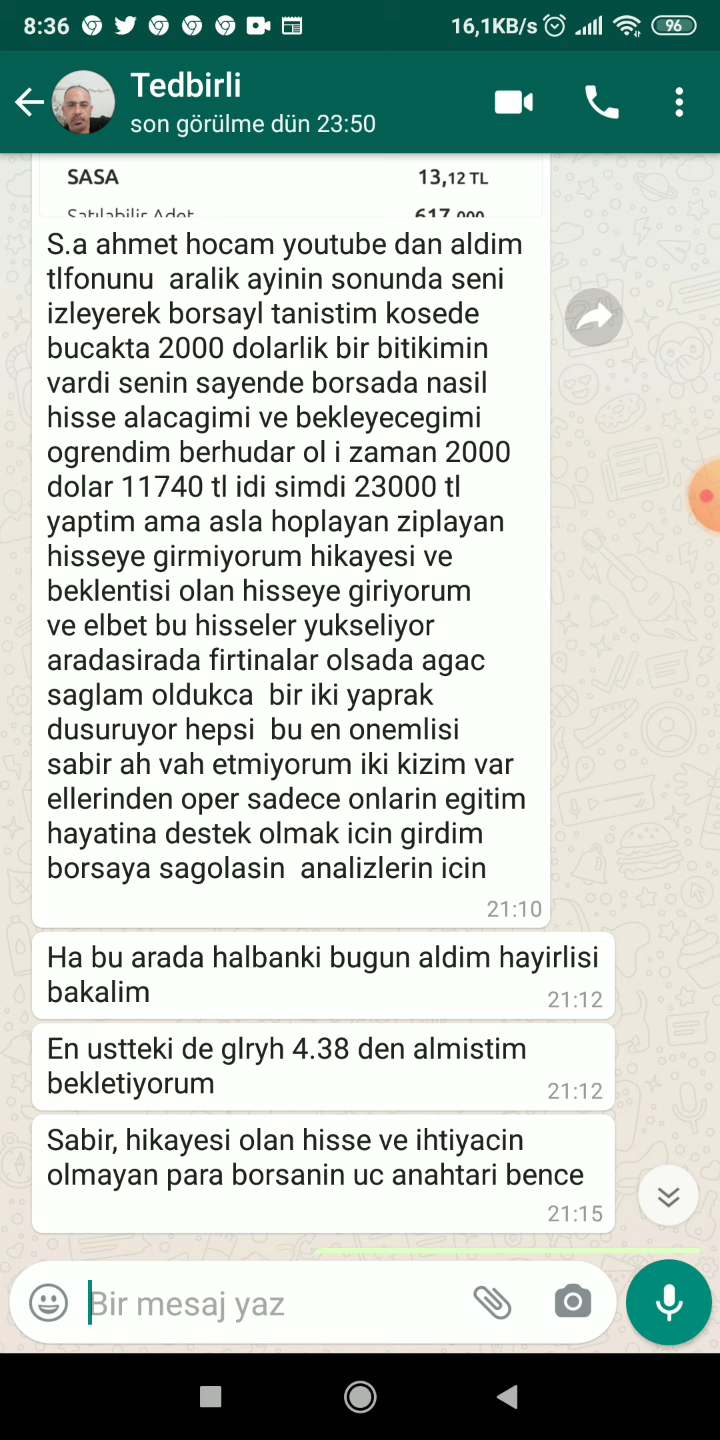 8:36
16,1KB/s
96
Tedbirli
son görülme dün 23:50
SASA 13,12 TL
Satılabilir Adet 617,000
S.a ahmet hocam youtube dan aldim
tlfonunu aralik ayinin sonunda seni
izleyerek borsayl tanistim kosede
bucakta 2000 dolarlik bir bitikimin
vardi senin sayende borsada nasil
hisse alacagimi ve bekleyecegimi
ogrendim berhudar ol i zaman 2000
dolar 11740 tl idi simdi 23000 tl
yaptim ama asla hoplayan ziplayan
hisseye girmiyorum hikayesi ve
beklentisi olan hisseye giriyorum
ve elbet bu hisseler yukseliyor
aradasirada firtinalar olsada agac
saglam oldukca bir iki yaprak
dusuruyor hepsi bu en onemlisi
sabir ah vah etmiyorum iki kizim var
ellerinden oper sadece onlarin egitim
hayatina destek olmak icin girdim
borsaya sagolasin analizlerin icin
21:10
Ha bu arada halbanki bugun aldim hayirlisi
bakalim
21:12
En ustteki de glryh 4.38 den almistim
bekletiyorum
21:12
Sabir, hikayesi olan hisse ve ihtiyacin
olmayan para borsanin uc anahtari bence
21:15
Bir mesaj yaz